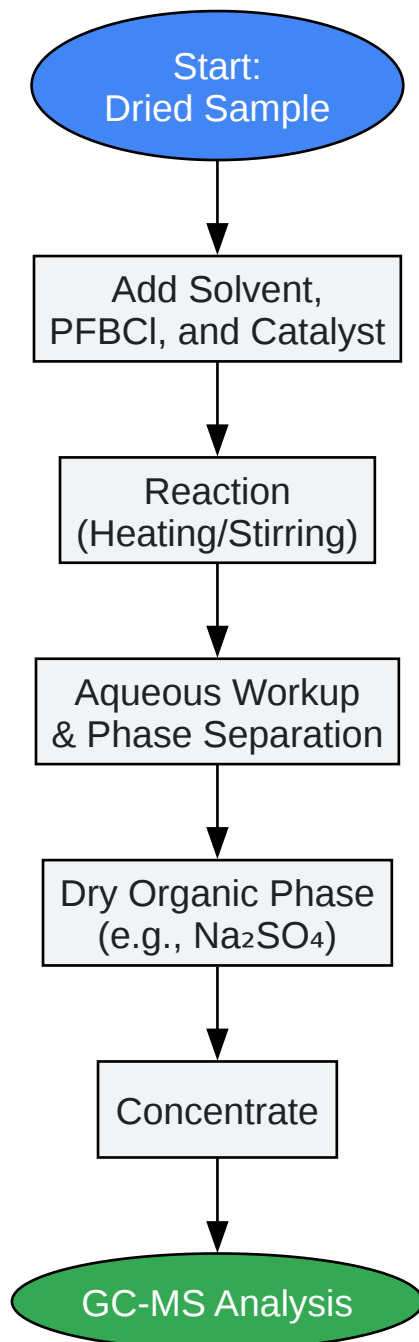 Start:
Dried Sample
Add Solvent,
PFBCl, and Catalyst
Reaction
(Heating/Stirring)
Aqueous Workup
& Phase Separation
Dry Organic Phase
(e.g., Na₂SO₄)
Concentrate
GC-MS Analysis